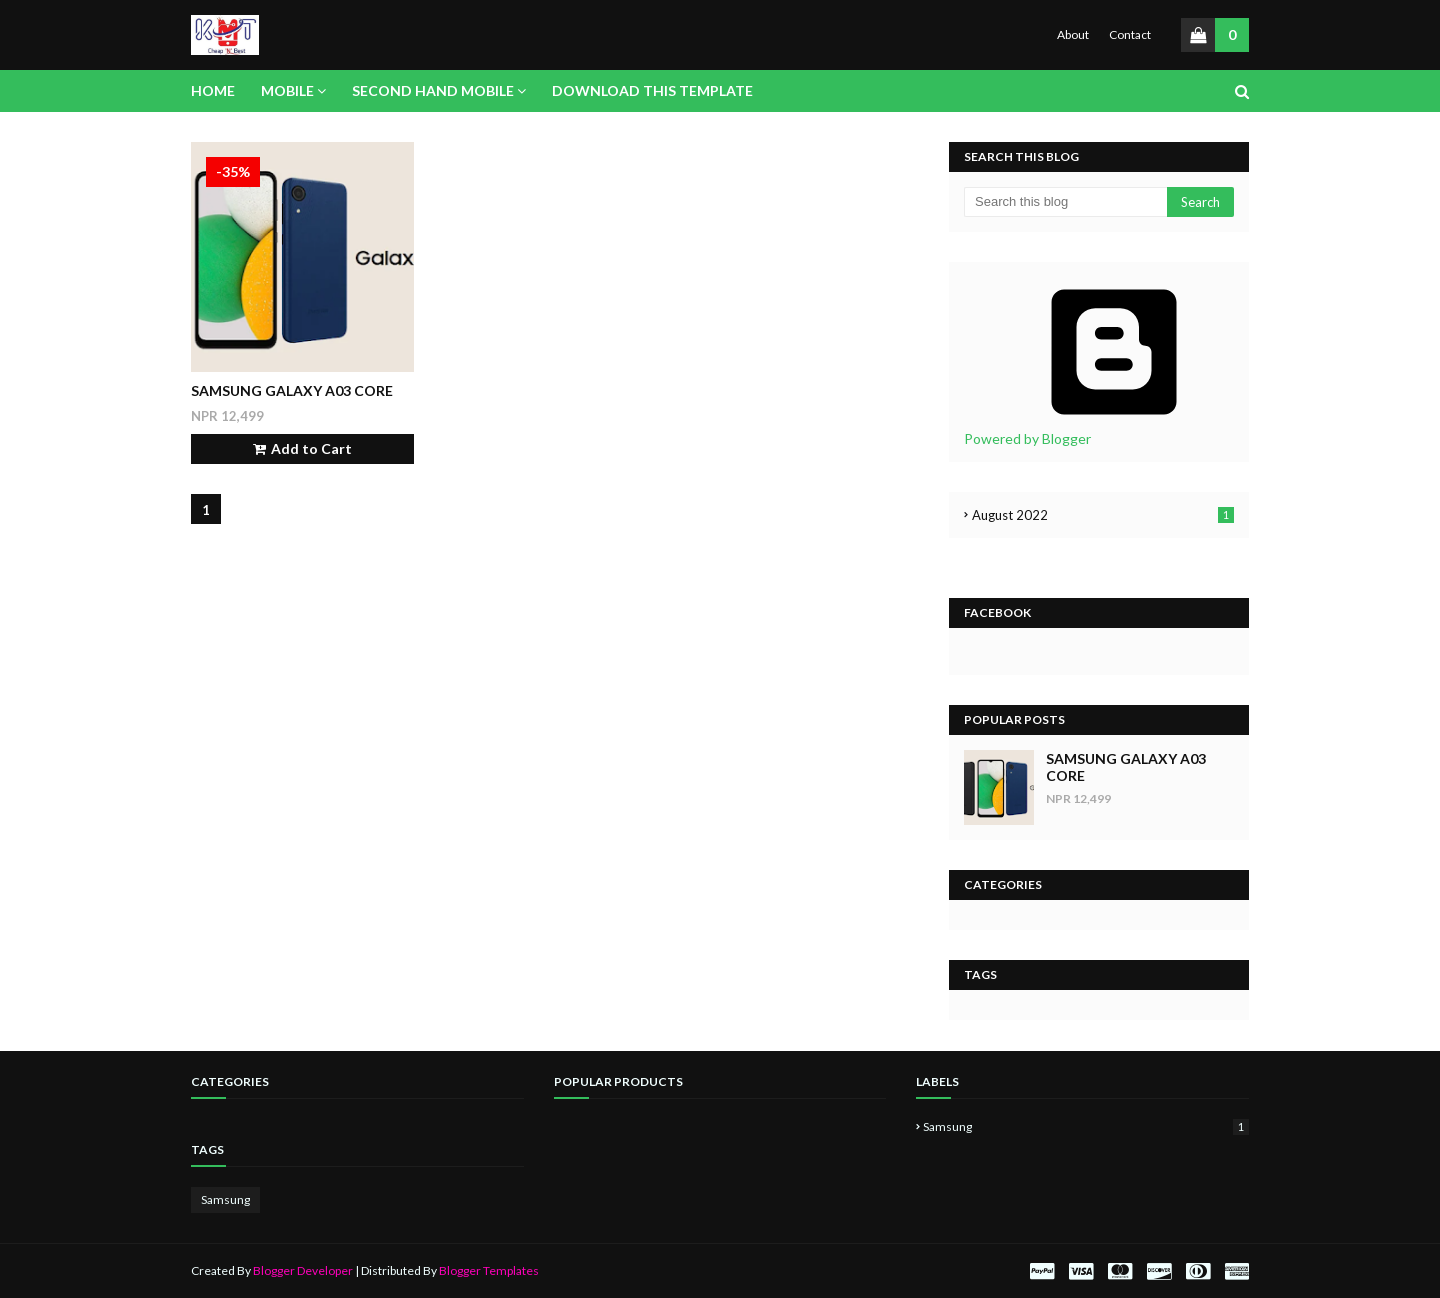 KMT
Cheap 'N' Best
About
Contact
0
HOME
MOBILE
SECOND HAND MOBILE
DOWNLOAD THIS TEMPLATE
-35%
Galax
SAMSUNG GALAXY A03 CORE
NPR 12,499
Add to Cart
1
SEARCH THIS BLOG
Search this blog
Search
Powered by Blogger
August 2022
1
FACEBOOK
POPULAR POSTS
SAMSUNG GALAXY A03
CORE
NPR 12,499
CATEGORIES
TAGS
CATEGORIES
TAGS
Samsung
POPULAR PRODUCTS
LABELS
Samsung
1
Created By Blogger Developer | Distributed By Blogger Templates
PayPal
VISA
DISCOVER